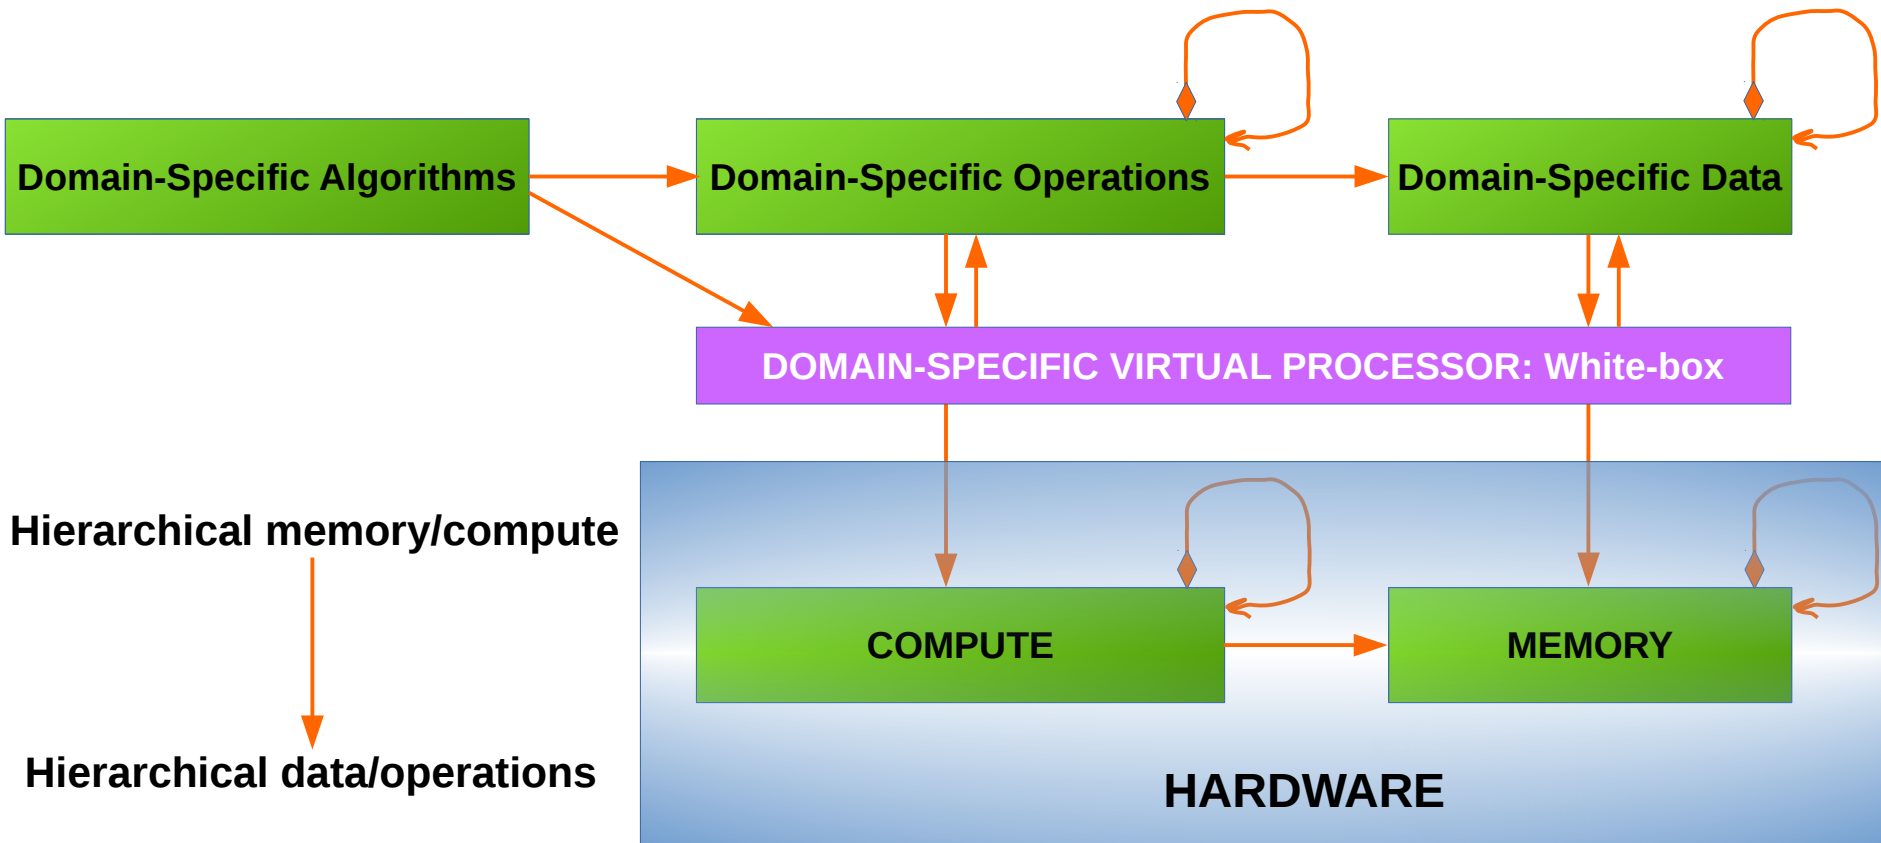 Domain-Specific Algorithms
Domain-Specific Operations
Domain-Specific Data
DOMAIN-SPECIFIC VIRTUAL PROCESSOR: White-box
Hierarchical memory/compute
COMPUTE
MEMORY
Hierarchical data/operations
HARDWARE